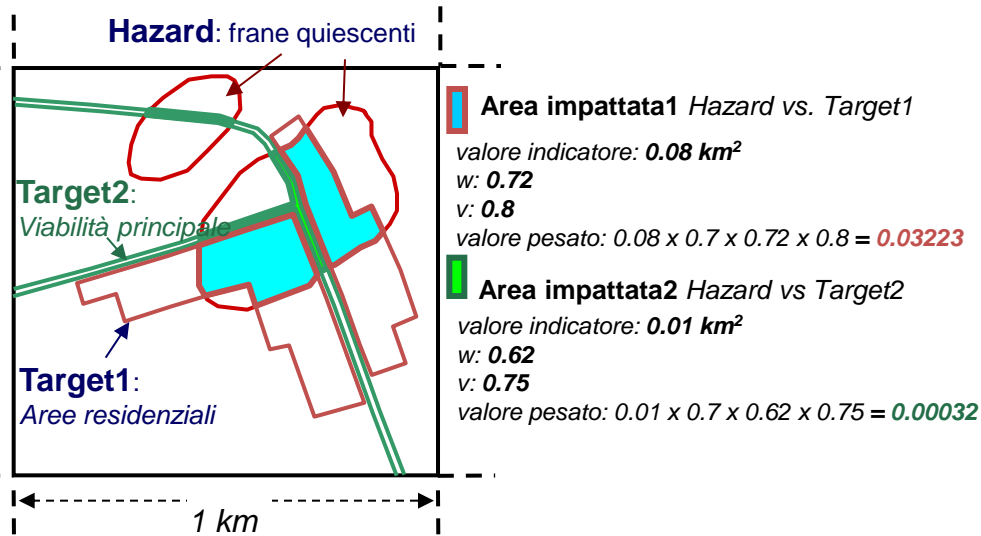 Hazard: frane quiescenti
Target2:
Viabilità principale
Target1:
Aree residenziali
1 km
Area impattata1 Hazard vs. Target1
valore indicatore: 0.08 km²
w: 0.72
v: 0.8
valore pesato: 0.08 x 0.7 x 0.72 x 0.8 = 0.03223
Area impattata2 Hazard vs Target2
valore indicatore: 0.01 km²
w: 0.62
v: 0.75
valore pesato: 0.01 x 0.7 x 0.62 x 0.75 = 0.00032